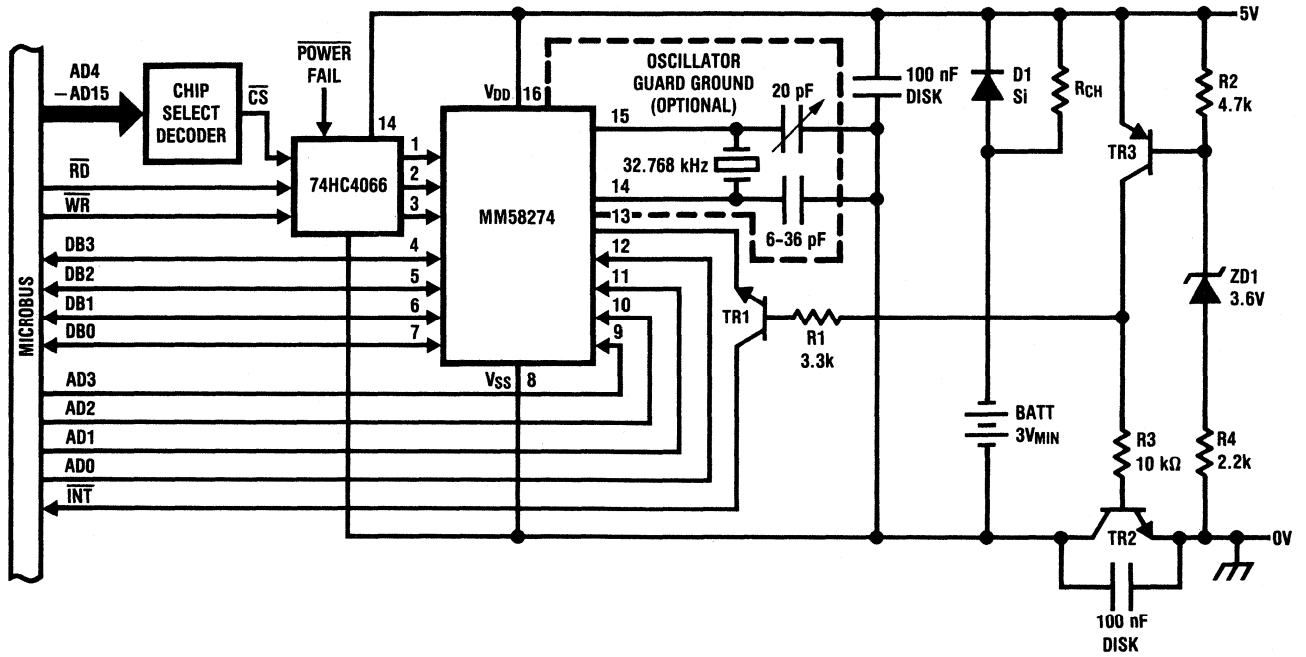 5V
AD4
–AD15
CHIP
SELECT
DECODER
CS
POWER
FAIL
14
VDD 16
OSCILLATOR
GUARD GROUND
(OPTIONAL)
20 pF
100 nF
DISK
D1
Si
RCH
R2
4.7k
TR3
RD
WR
74HC4066
1
2
3
MM58274
15
32.768 kHz
14
13
6–36 pF
DB3
4
12
DB2
5
11
DB1
6
10
DB0
7
9
TR1
R1
3.3k
ZD1
3.6V
MICROBUS
VSS 8
AD3
AD2
AD1
AD0
INT
BATT
3VMIN
R3
10 kΩ
R4
2.2k
TR2
0V
100 nF
DISK